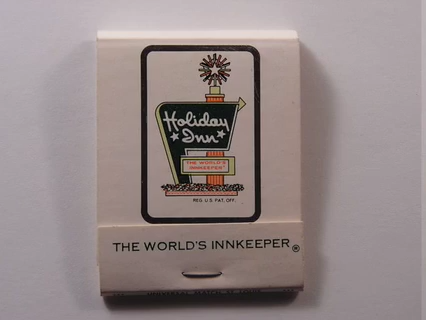 Holiday
Inn
THE WORLD'S
INNKEEPER
REG. U.S. PAT. OFF.
THE WORLD'S INNKEEPER®